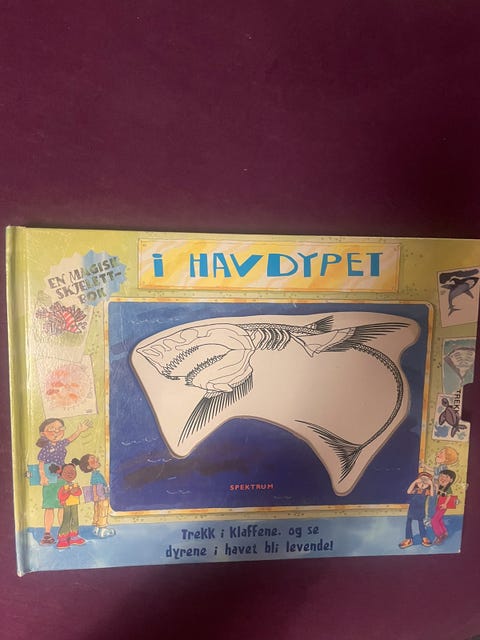 i HAVDYPET
EN MAGISK
SKJELETT-
BOK
TREKK
SPEKTRUM
Trekk i klaffene, og se
dyrene i havet bli levende!